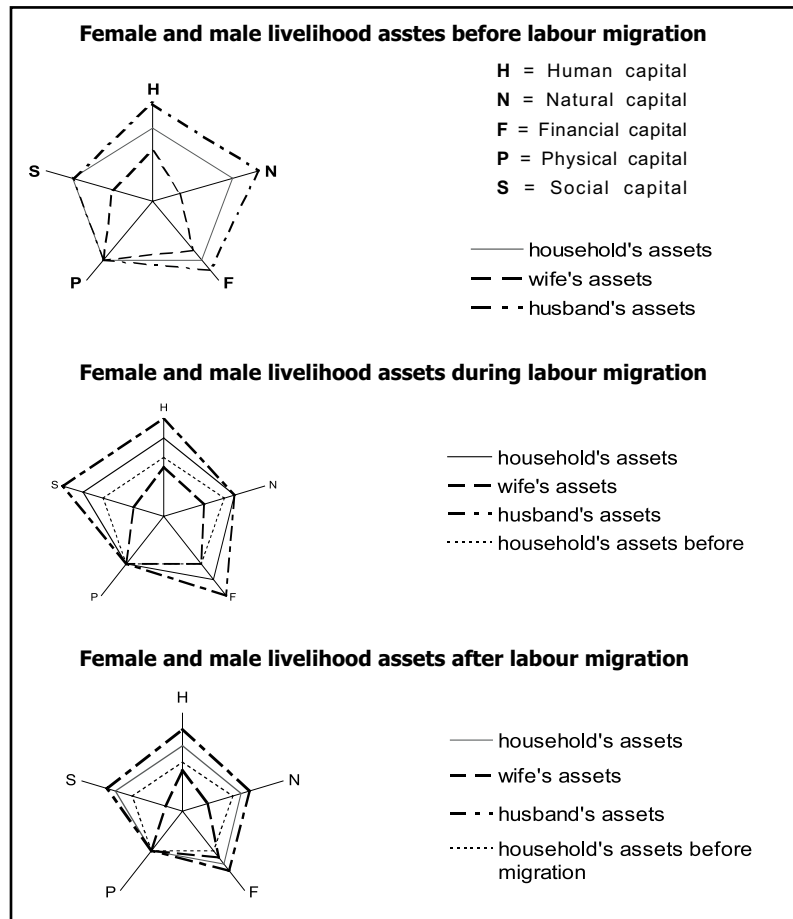 Female and male livelihood asstes before labour migration
H
N
F
P
S
H = Human capital
N = Natural capital
F = Financial capital
P = Physical capital
S = Social capital
household's assets
wife's assets
husband's assets
Female and male livelihood assets during labour migration
H
N
F
P
S
household's assets
wife's assets
husband's assets
household's assets before
Female and male livelihood assets after labour migration
H
N
F
P
S
household's assets
wife's assets
husband's assets
household's assets before
migration